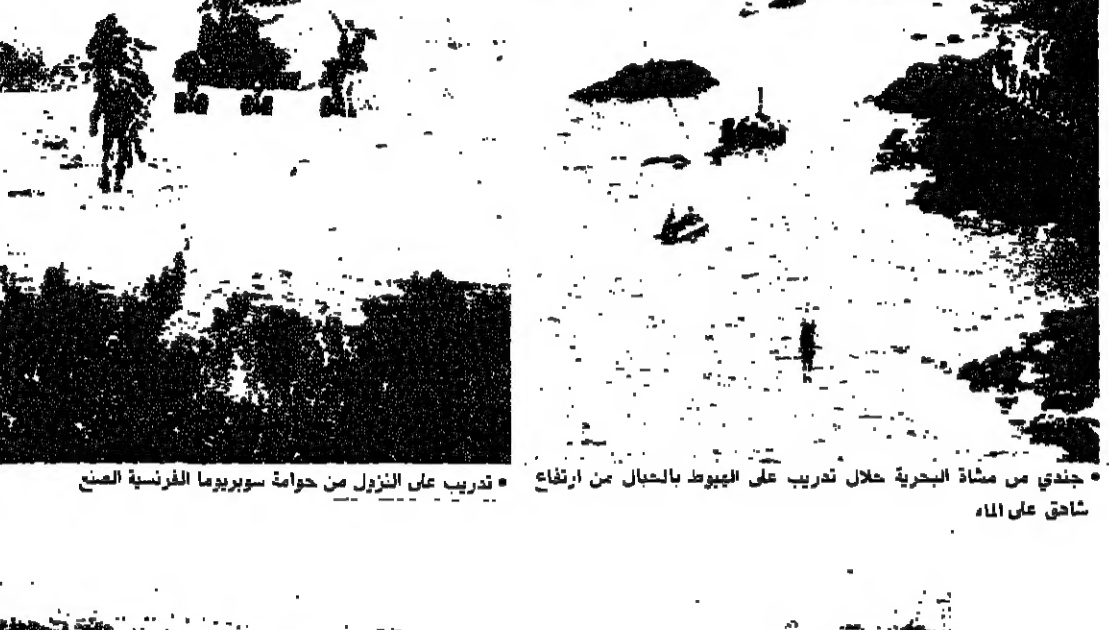 • جندي من مشاة البحرية خلال تدريب على الهبوط بالحبال من ارتفاع
شاهق على الماء
• تدريب على النزول من حوامة سوبريوما الفرنسية الصنع